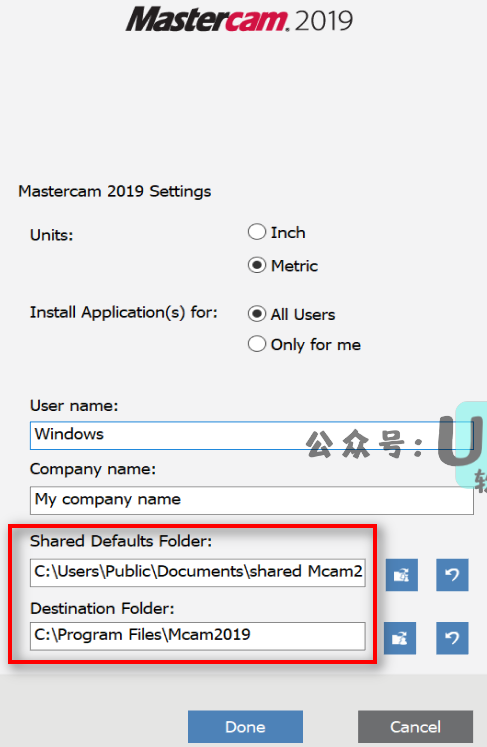 Mastercam. 2019
Mastercam 2019 Settings
Units:
Inch
Metric
Install Application(s) for:
All Users
Only for me
User name:
Windows
公众号:U
软
Company name:
My company name
Shared Defaults Folder:
C:\Users\Public\Documents\shared Mcam2
Destination Folder:
C:\Program Files\Mcam2019
Done
Cancel